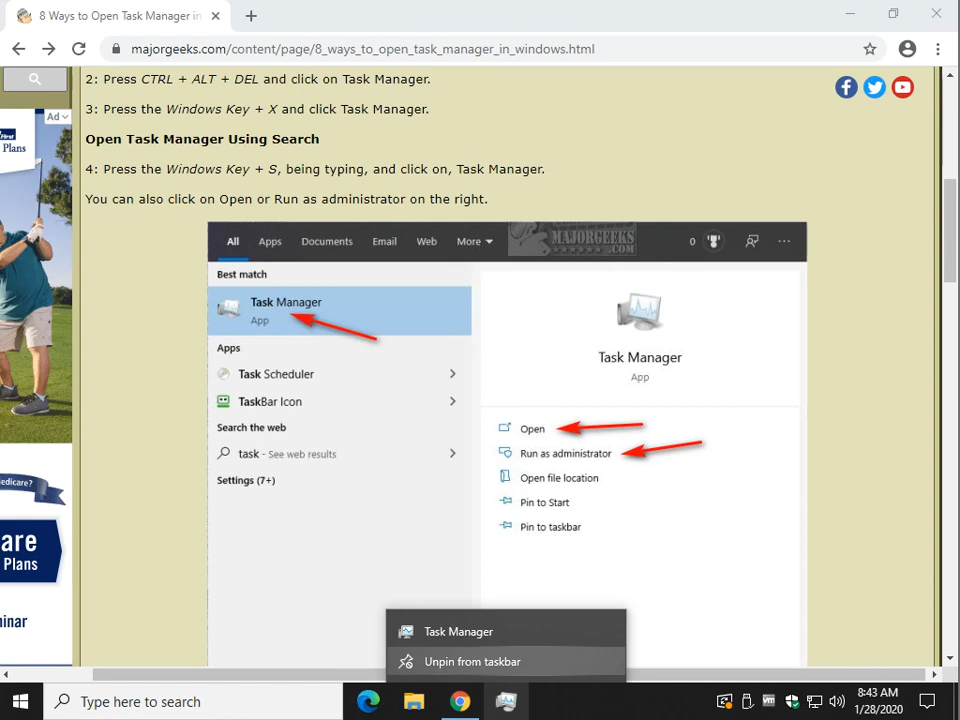 8 Ways to Open Task Manager in
majorgeeks.com/content/page/8_ways_to_open_task_manager_in_windows.html
2: Press CTRL + ALT + DEL and click on Task Manager.
3: Press the Windows Key + X and click Task Manager.
Ad
First
Plans
Open Task Manager Using Search
4: Press the Windows Key + S, being typing, and click on, Task Manager.
You can also click on Open or Run as administrator on the right.
All Apps Documents Email Web More
MAJORGEEKS
.COM
0
Best match
Task Manager
App
Apps
Task Scheduler
TaskBar Icon
Search the web
task - See web results
Settings (7+)
Task Manager
App
Open
Run as administrator
Open file location
Pin to Start
Pin to taskbar
edicare?
are
Plans
minar
Task Manager
Unpin from taskbar
Type here to search
vm
8:43 AM
1/28/2020